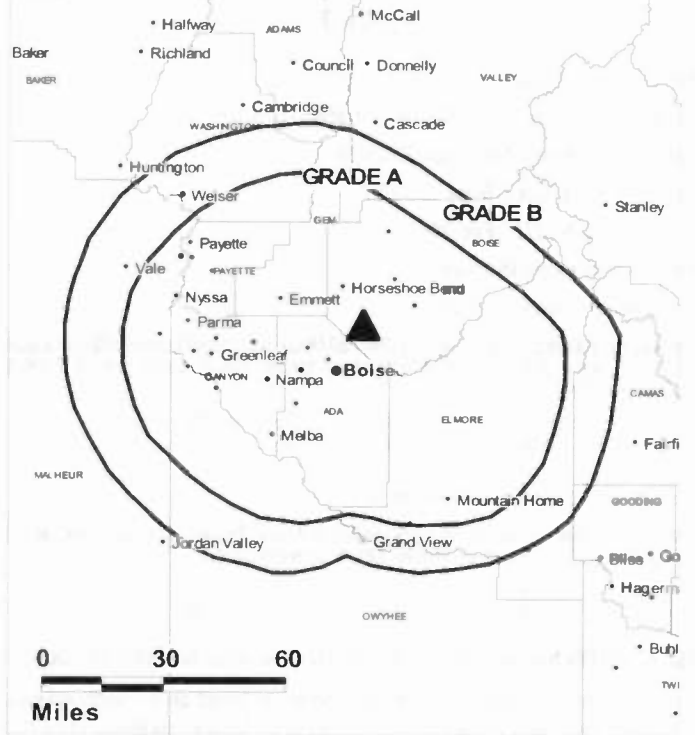 McCall
Halfway
ADAMS
Baker
Richland
Council
Donnelly
BAKER
VALLEY
Cambridge
WASHINGTON
Cascade
Huntington
GRADE A
Weiser
GRADE B
Stanley
GEM
Payette
BOISE
Vale
PAYETTE
Horseshoe Bend
Nyssa
Emmett
Parma
Greenleaf
Boise
CANYON
Nampa
CAMAS
ADA
ELMORE
Melba
Fairfi
MALHEUR
Mountain Home
GOODING
Jordan Valley
Grand View
Bliss
Go
Hagerm
OWYHEE
Buhl
0 30 60
TWI
Miles